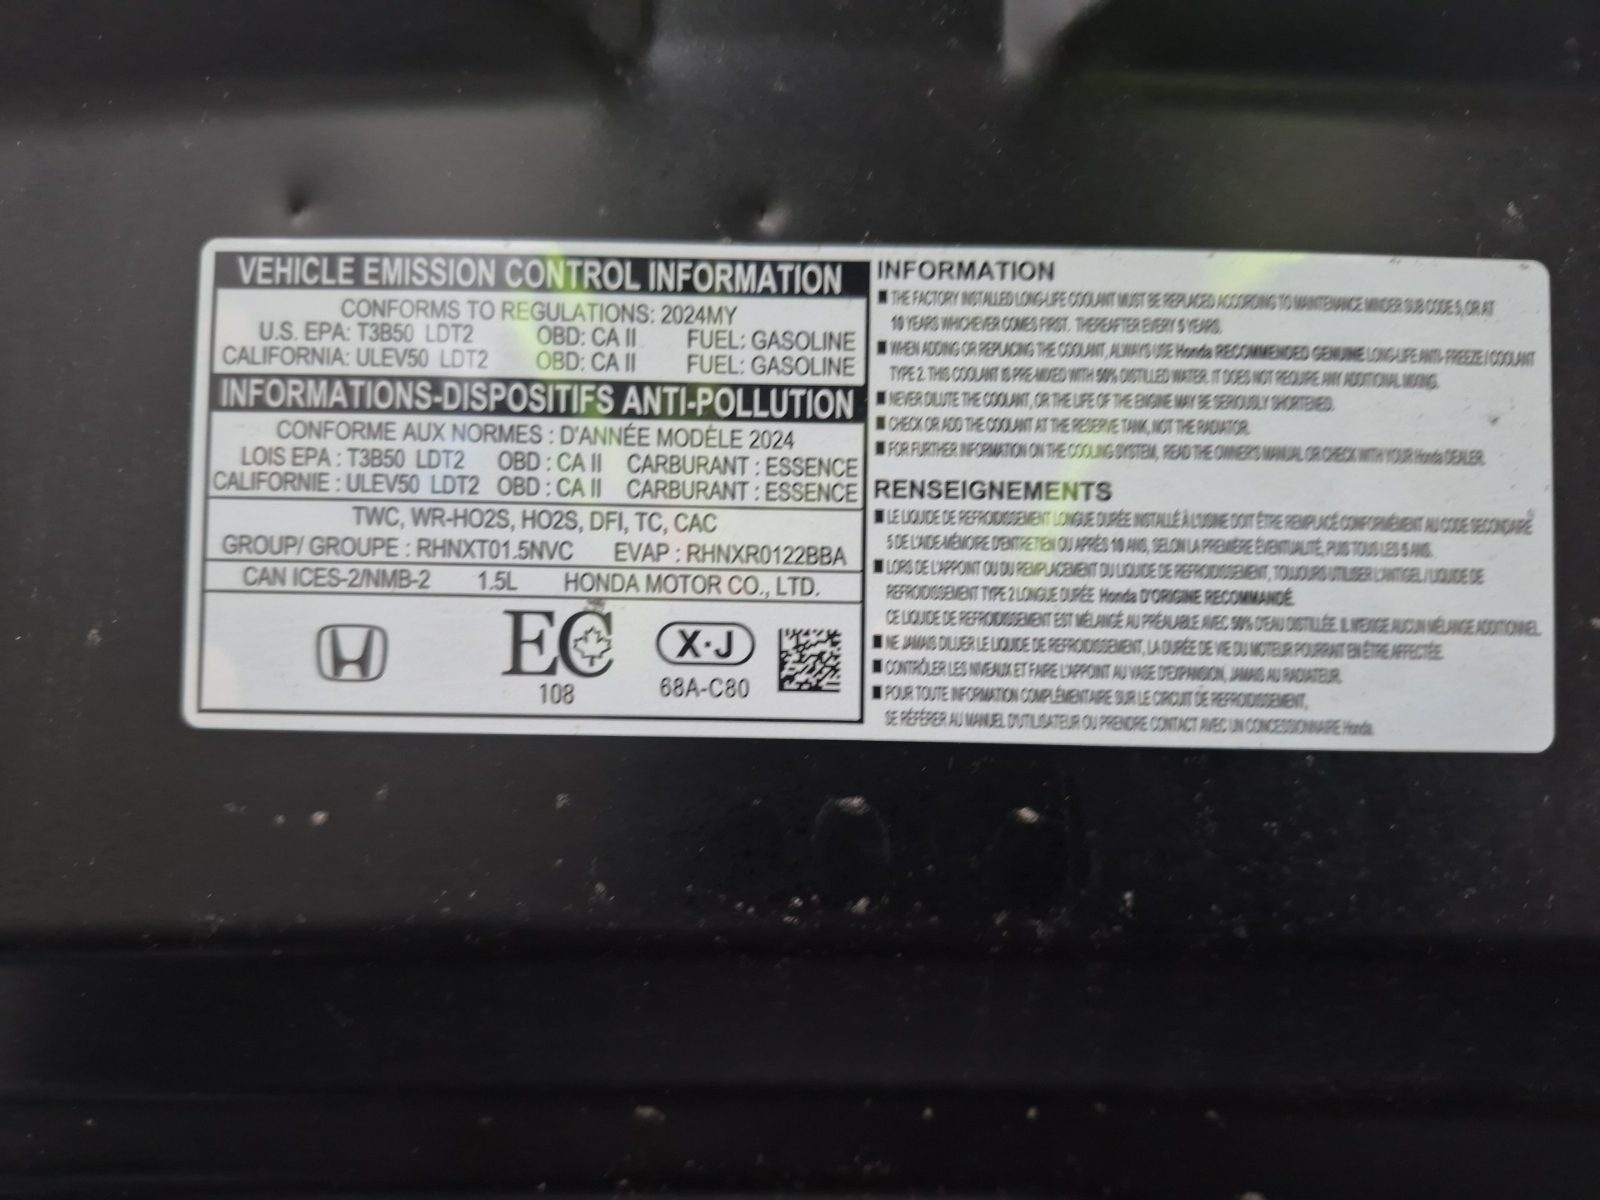 VEHICLE EMISSION CONTROL INFORMATION
CONFORMS TO REGULATIONS: 2024MY
U.S. EPA: T3B50 LDT2 OBD: CA II FUEL: GASOLINE
CALIFORNIA: ULEV50 LDT2 OBD: CA II FUEL: GASOLINE
INFORMATIONS-DISPOSITIFS ANTI-POLLUTION
CONFORME AUX NORMES : D'ANNÉE MODÈLE 2024
LOIS EPA : T3B50 LDT2 OBD : CA II CARBURANT : ESSENCE
CALIFORNIE : ULEV50 LDT2 OBD : CA II CARBURANT : ESSENCE
TWC, WR-HO2S, HO2S, DFI, TC, CAC
GROUP/ GROUPE : RHNXT01.5NVC EVAP : RHNXR0122BBA
CAN ICES-2/NMB-2 1.5L HONDA MOTOR CO., LTD.
EC
108
X·J
68A-C80
INFORMATION
THE FACTORY INSTALLED LONG-LIFE COOLANT MUST BE REPLACED ACCORDING TO MAINTENANCE MINDER SUB CODE 5, OR AT
10 YEARS WHICHEVER COMES FIRST. THEREAFTER EVERY 5 YEARS.
WHEN ADDING OR REPLACING THE COOLANT, ALWAYS USE Honda RECOMMENDED GENUINE LONG-LIFE ANTI-FREEZE / COOLANT
TYPE 2. THIS COOLANT IS PRE-MIXED WITH 50% DISTILLED WATER. IT DOES NOT REQUIRE ANY ADDITIONAL MIXING.
NEVER DILUTE THE COOLANT, OR THE LIFE OF THE ENGINE MAY BE SERIOUSLY SHORTENED.
CHECK OR ADD THE COOLANT AT THE RESERVE TANK, NOT THE RADIATOR.
FOR FURTHER INFORMATION ON THE COOLING SYSTEM, READ THE OWNER'S MANUAL OR CHECK WITH YOUR Honda DEALER.
RENSEIGNEMENTS
LE LIQUIDE DE REFROIDISSEMENT LONGUE DURÉE INSTALLÉ À L'USINE DOIT ÊTRE REMPLACÉ CONFORMÉMENT AU CODE SECONDAIRE
5 DE L'AIDE-MÉMOIRE D'ENTRETIEN OU APRÈS 10 ANS, SELON LA PREMIÈRE ÉVENTUALITÉ, PUIS TOUS LES 5 ANS.
LORS DE L'APPOINT OU DU REMPLACEMENT DU LIQUIDE DE REFROIDISSEMENT, TOUJOURS UTILISER L'ANTIGEL / LIQUIDE DE
REFROIDISSEMENT TYPE 2 LONGUE DURÉE Honda D'ORIGINE RECOMMANDÉ.
CE LIQUIDE DE REFROIDISSEMENT EST MÉLANGÉ AU PRÉALABLE AVEC 50% D'EAU DISTILLÉE. IL N'EXIGE AUCUN MÉLANGE ADDITIONNEL.
NE JAMAIS DILUER LE LIQUIDE DE REFROIDISSEMENT, LA DURÉE DE VIE DU MOTEUR POURRAIT EN ÊTRE AFFECTÉE.
CONTRÔLER LES NIVEAUX ET FAIRE L'APPOINT AU VASE D'EXPANSION, JAMAIS AU RADIATEUR.
POUR TOUTE INFORMATION COMPLÉMENTAIRE SUR LE CIRCUIT DE REFROIDISSEMENT,
SE RÉFÉRER AU MANUEL D'UTILISATEUR OU PRENDRE CONTACT AVEC UN CONCESSIONNAIRE Honda.